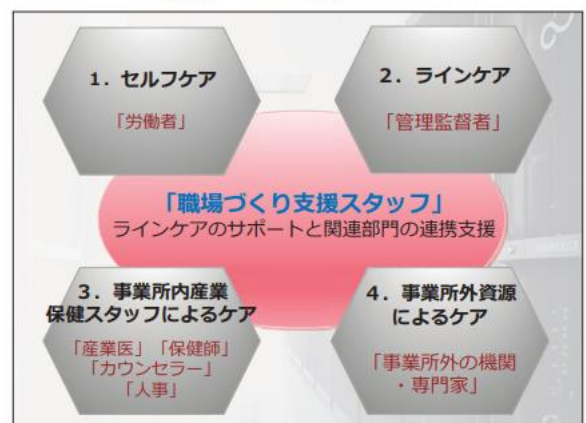 1．セルフケア
「労働者」
2．ラインケア
「管理監督者」
「職場づくり支援スタッフ」
ラインケアのサポートと関連部門の連携支援
3．事業所内産業
保健スタッフによるケア
「産業医」「保健師」
「カウンセラー」
「人事」
4．事業所外資源
によるケア
「事業所外の機関
・専門家」